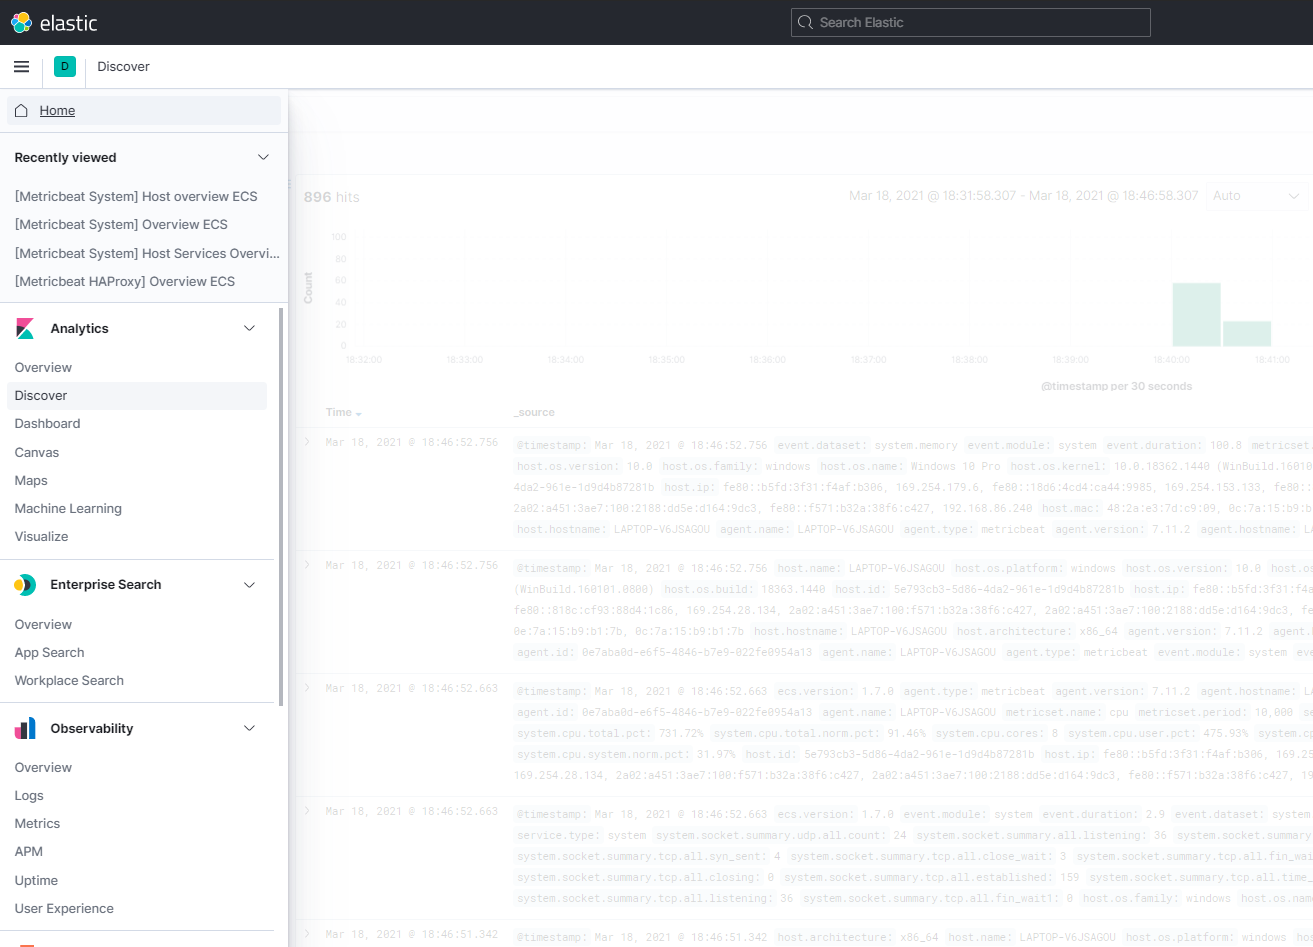 elastic
Search Elastic
D
Discover
Home
Recently viewed
[Metricbeat System] Host overview ECS
[Metricbeat System] Overview ECS
[Metricbeat System] Host Services Overvi...
[Metricbeat HAProxy] Overview ECS
Analytics
Overview
Discover
Dashboard
Canvas
Maps
Machine Learning
Visualize
Enterprise Search
Overview
App Search
Workplace Search
Observability
Overview
Logs
Metrics
APM
Uptime
User Experience
896 hits
Mar 18, 2021 @ 18:31:58.307 - Mar 18, 2021 @ 18:46:58.307
Auto
Count
100
80
60
40
20
0
18:32:00 18:33:00 18:34:00 18:35:00 18:36:00 18:37:00 18:38:00 18:39:00 18:40:00 18:41:00
@timestamp per 30 seconds
Time _source
Mar 18, 2021 @ 18:46:52.756 @timestamp: Mar 18, 2021 @ 18:46:52.756 event.dataset: system.memory event.module: system event.duration: 100.8 metricset.
host.os.version: 10.0 host.os.family: windows host.os.name: Windows 10 Pro host.os.kernel: 10.0.18362.1440 (WinBuild.160101
4da2-961e-1d9d4b87281b host.ip: fe80::b5fd:3f31:f4af:b306, 169.254.179.6, fe80::18d6:4cd4:ca44:9985, 169.254.153.133, fe80::
2a02:a451:3ae7:100:2188:dd5e:d164:9dc3, fe80::f571:b32a:38f6:c427, 192.168.86.240 host.mac: 48:2a:e3:7d:c9:09, 0c:7a:15:b9:b
host.hostname: LAPTOP-V6JSAGOU agent.name: LAPTOP-V6JSAGOU agent.type: metricbeat agent.version: 7.11.2 agent.hostname: LA
Mar 18, 2021 @ 18:46:52.756 @timestamp: Mar 18, 2021 @ 18:46:52.756 host.name: LAPTOP-V6JSAGOU host.os.platform: windows host.os.version: 10.0 host.os
(WinBuild.160101.0800) host.os.build: 18363.1440 host.id: 5e793cb3-5d86-4da2-961e-1d9d4b87281b host.ip: fe80::b5fd:3f31:f4a
fe80::818c:cf93:88d4:1c86, 169.254.28.134, 2a02:a451:3ae7:100:f571:b32a:38f6:c427, 2a02:a451:3ae7:100:2188:dd5e:d164:9dc3, fe
0e:7a:15:b9:b1:7b, 0c:7a:15:b9:b1:7b host.hostname: LAPTOP-V6JSAGOU host.architecture: x86_64 agent.version: 7.11.2 agent.
agent.id: 0e7aba0d-e6f5-4846-b7e9-022fe0954a13 agent.name: LAPTOP-V6JSAGOU agent.type: metricbeat event.module: system eve
Mar 18, 2021 @ 18:46:52.663 @timestamp: Mar 18, 2021 @ 18:46:52.663 ecs.version: 1.7.0 agent.type: metricbeat agent.version: 7.11.2 agent.hostname: LA
agent.id: 0e7aba0d-e6f5-4846-b7e9-022fe0954a13 agent.name: LAPTOP-V6JSAGOU metricset.name: cpu metricset.period: 10,000 se
system.cpu.total.pct: 731.72% system.cpu.total.norm.pct: 91.46% system.cpu.cores: 8 system.cpu.user.pct: 475.93% system.cp
system.cpu.system.norm.pct: 31.97% host.id: 5e793cb3-5d86-4da2-961e-1d9d4b87281b host.ip: fe80::b5fd:3f31:f4af:b306, 169.25
169.254.28.134, 2a02:a451:3ae7:100:f571:b32a:38f6:c427, 2a02:a451:3ae7:100:2188:dd5e:d164:9dc3, fe80::f571:b32a:38f6:c427, 19
Mar 18, 2021 @ 18:46:52.663 @timestamp: Mar 18, 2021 @ 18:46:52.663 ecs.version: 1.7.0 event.module: system event.duration: 2.9 event.dataset: system
service.type: system system.socket.summary.udp.all.count: 24 system.socket.summary.all.listening: 36 system.socket.summary
system.socket.summary.tcp.all.syn_sent: 4 system.socket.summary.tcp.all.close_wait: 3 system.socket.summary.tcp.all.fin_wai
system.socket.summary.tcp.all.closing: 0 system.socket.summary.tcp.all.established: 159 system.socket.summary.tcp.all.time_
system.socket.summary.tcp.all.listening: 36 system.socket.summary.tcp.all.fin_wait1: 0 host.os.family: windows host.os.nam
Mar 18, 2021 @ 18:46:51.342 @timestamp: Mar 18, 2021 @ 18:46:51.342 host.architecture: x86_64 host.name: LAPTOP-V6JSAGOU host.os.platform: windows ho